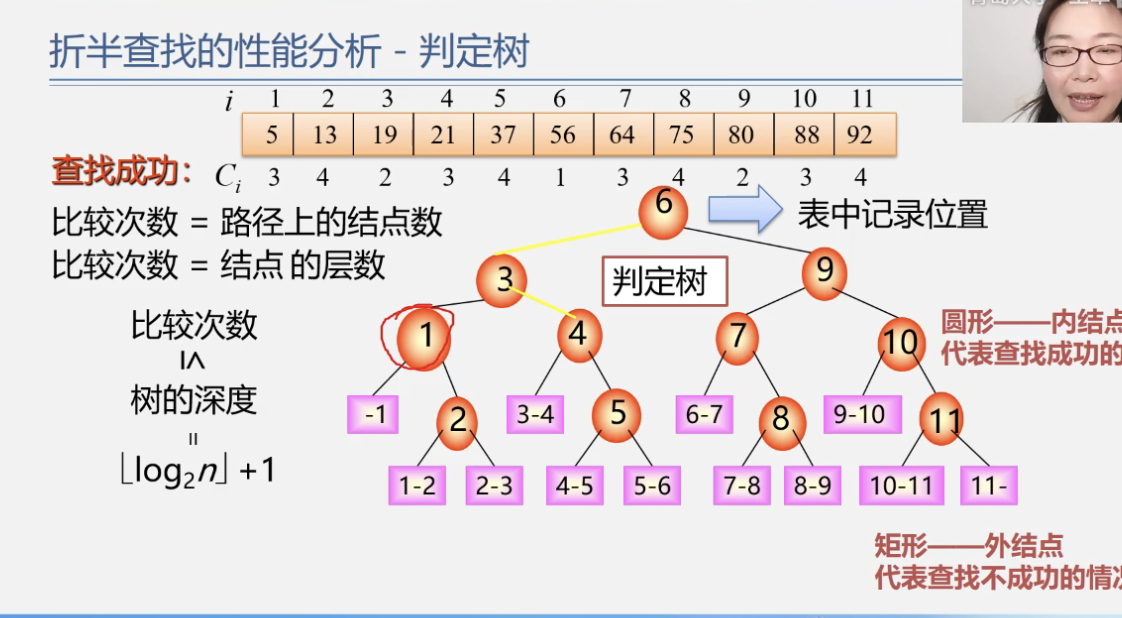 折半查找的性能分析 - 判定树
i 1 2 3 4 5 6 7 8 9 10 11
5 13 19 21 37 56 64 75 80 88 92
查找成功：
Ci 3 4 2 3 4 1 3 4 2 3 4
比较次数 = 路径上的结点数
比较次数 = 结点 的层数
6
表中记录位置
3
判定树
9
比较次数
≤
树的深度
=
⌊log2n⌋+1
1
4
7
10
圆形——内结点
代表查找成功的
-1
2
3-4
5
6-7
8
9-10
11
1-2
2-3
4-5
5-6
7-8
8-9
10-11
11-
矩形——外结点
代表查找不成功的情